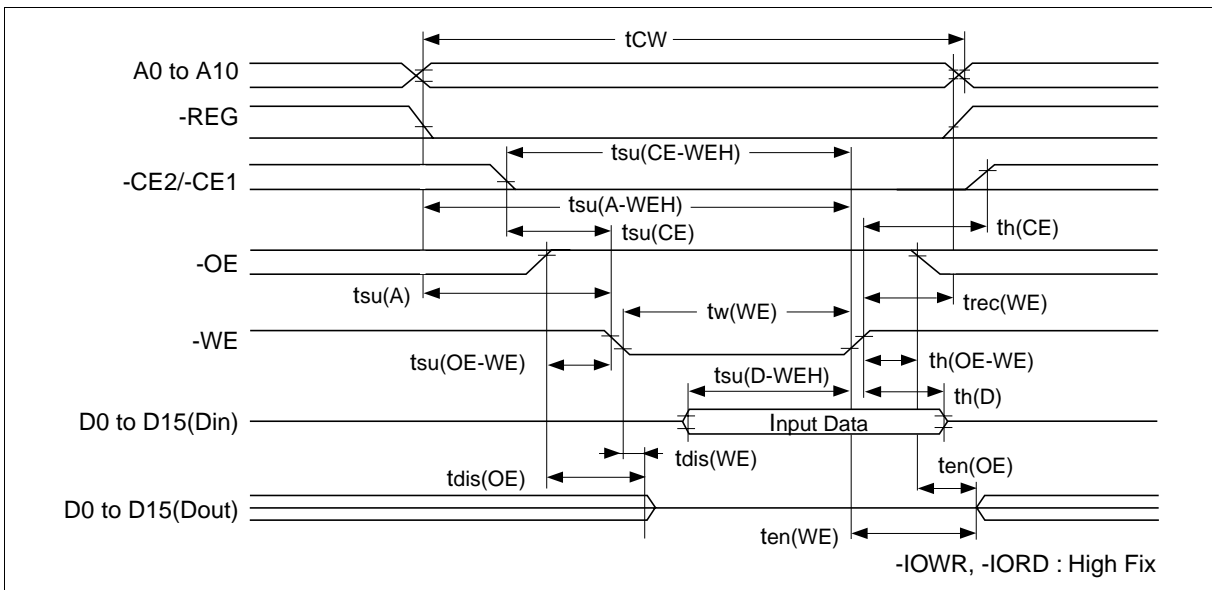 tCW
A0 to A10
-REG
tsu(CE-WEH)
-CE2/-CE1
tsu(A-WEH)
tsu(CE)
th(CE)
-OE
tsu(A)
trec(WE)
tw(WE)
-WE
tsu(OE-WE)
th(OE-WE)
tsu(D-WEH)
th(D)
D0 to D15(Din)
Input Data
tdis(WE)
tdis(OE)
ten(OE)
D0 to D15(Dout)
ten(WE)
-IOWR, -IORD : High Fix